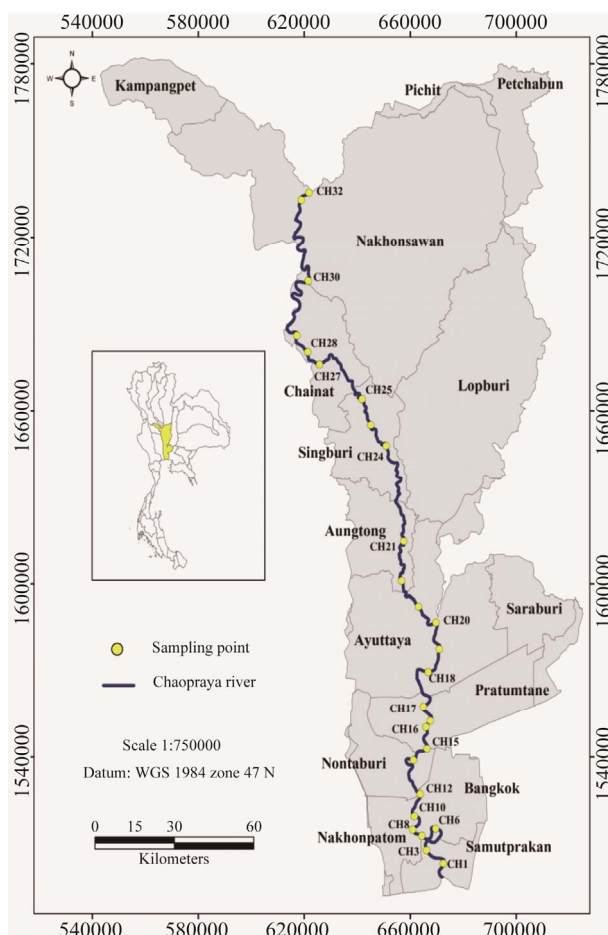 540000 580000 620000 660000 700000
1780000
1720000
1660000
1600000
1540000
N
W E
S
Kampangpet
Pichit
Petchabun
CH32
Nakhonsawan
CH30
CH28
CH27
Chainat
CH25
Lopburi
CH24
Singburi
Aungtong
CH21
CH20
Saraburi
Ayuttaya
CH18
Pratumtane
CH17
CH16
CH15
Nontaburi
CH12
Bangkok
CH10
CH8
CH6
Nakhonpatom
CH3
Samutprakan
CH1
Sampling point
Chaopraya river
Scale 1:750000
Datum: WGS 1984 zone 47 N
0 15 30 60
Kilometers
1780000
1720000
1660000
1600000
1540000
540000 580000 620000 660000 700000